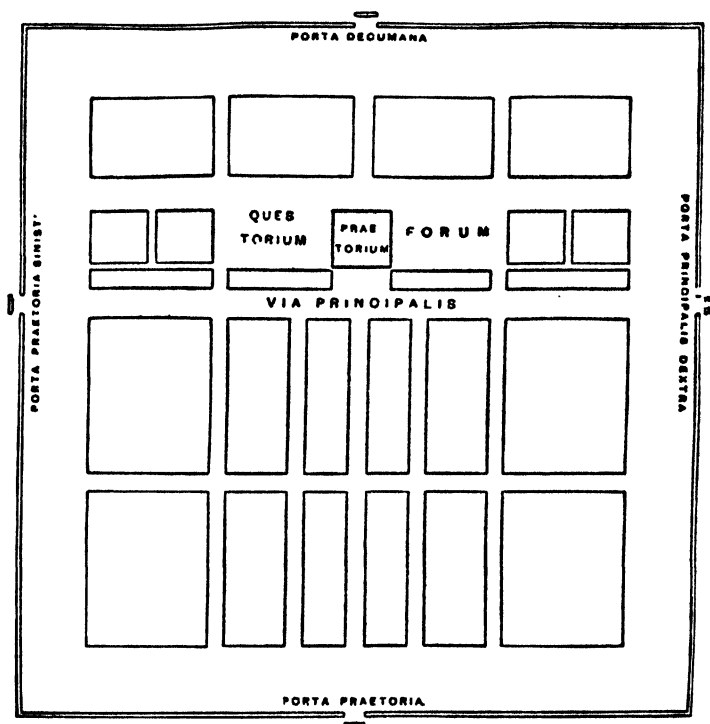 PORTA DECUMANA
QUES
TORIUM
PRAE
TORIUM
FORUM
VIA PRINCIPALIS
PORTA PRAETORIA SINIST'
PORTA PRINCIPALIS DEXTRA
PORTA PRAETORIA.